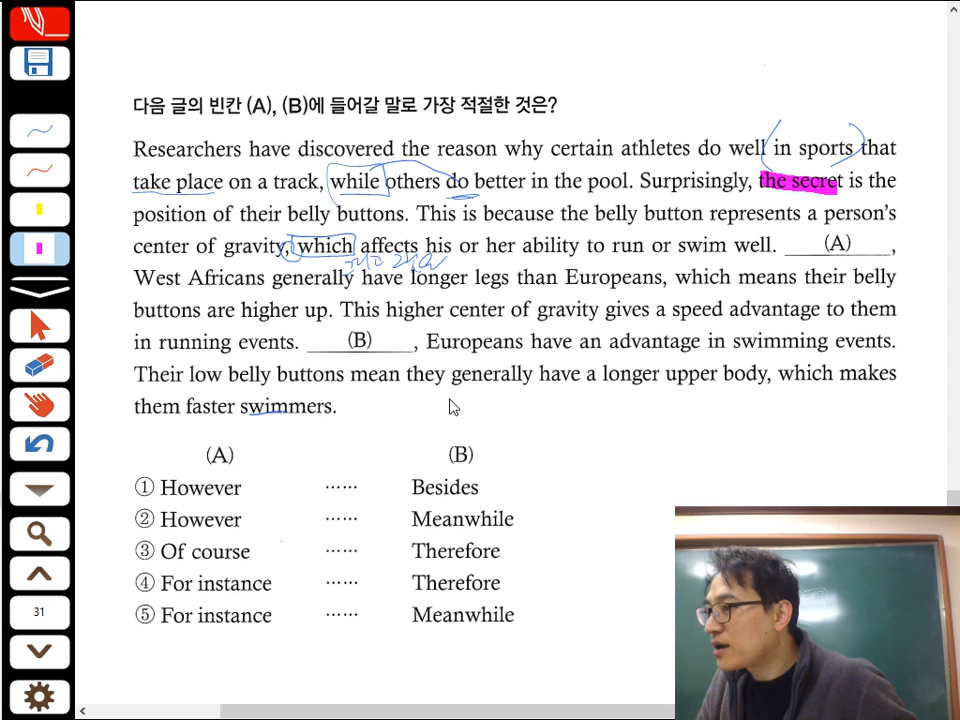 다음 글의 빈칸 (A), (B)에 들어갈 말로 가장 적절한 것은?
Researchers have discovered the reason why certain athletes do well in sports that
take place on a track, while others do better in the pool. Surprisingly, the secret is the
position of their belly buttons. This is because the belly button represents a person's
center of gravity, which affects his or her ability to run or swim well. (A) ,
West Africans generally have longer legs than Europeans, which means their belly
buttons are higher up. This higher center of gravity gives a speed advantage to them
in running events. (B) , Europeans have an advantage in swimming events.
Their low belly buttons mean they generally have a longer upper body, which makes
them faster swimmers.
(A) (B)
① However ...... Besides
② However ...... Meanwhile
③ Of course ...... Therefore
④ For instance ...... Therefore
⑤ For instance ...... Meanwhile
31